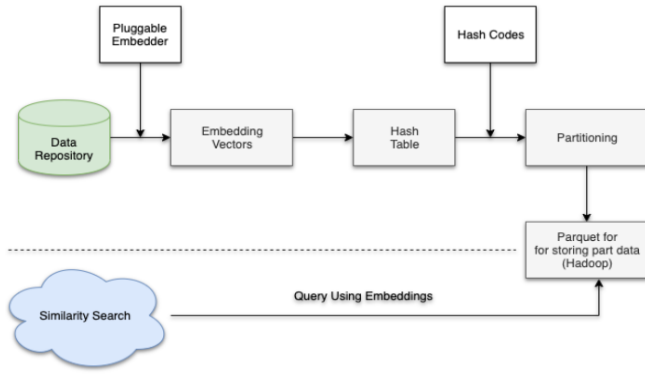 Pluggable
Embedder
Hash Codes
Data
Repository
Embedding
Vectors
Hash
Table
Partitioning
Parquet for
for storing part data
(Hadoop)
Similarity Search
Query Using Embeddings